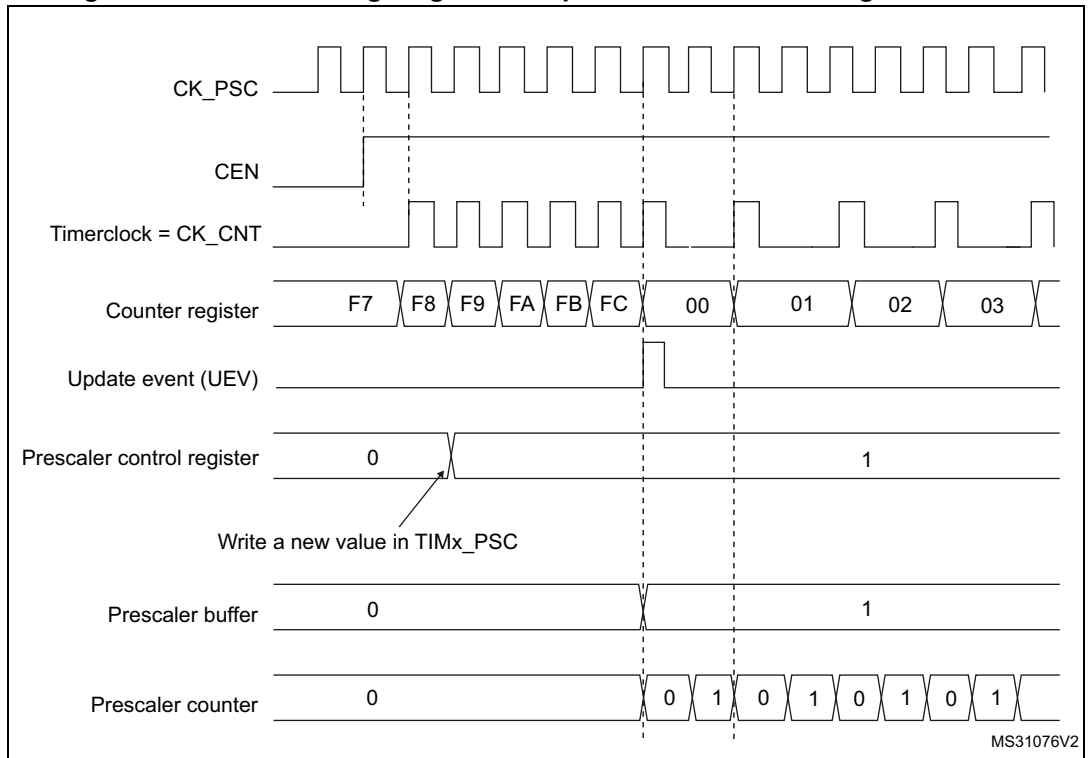 CK_PSC
CEN
Timerclock = CK_CNT
Counter register F7 F8 F9 FA FB FC 00 01 02 03
Update event (UEV)
Prescaler control register 0 1
Write a new value in TIMx_PSC
Prescaler buffer 0 1
Prescaler counter 0 0 1 0 1 0 1 0 1
MS31076V2